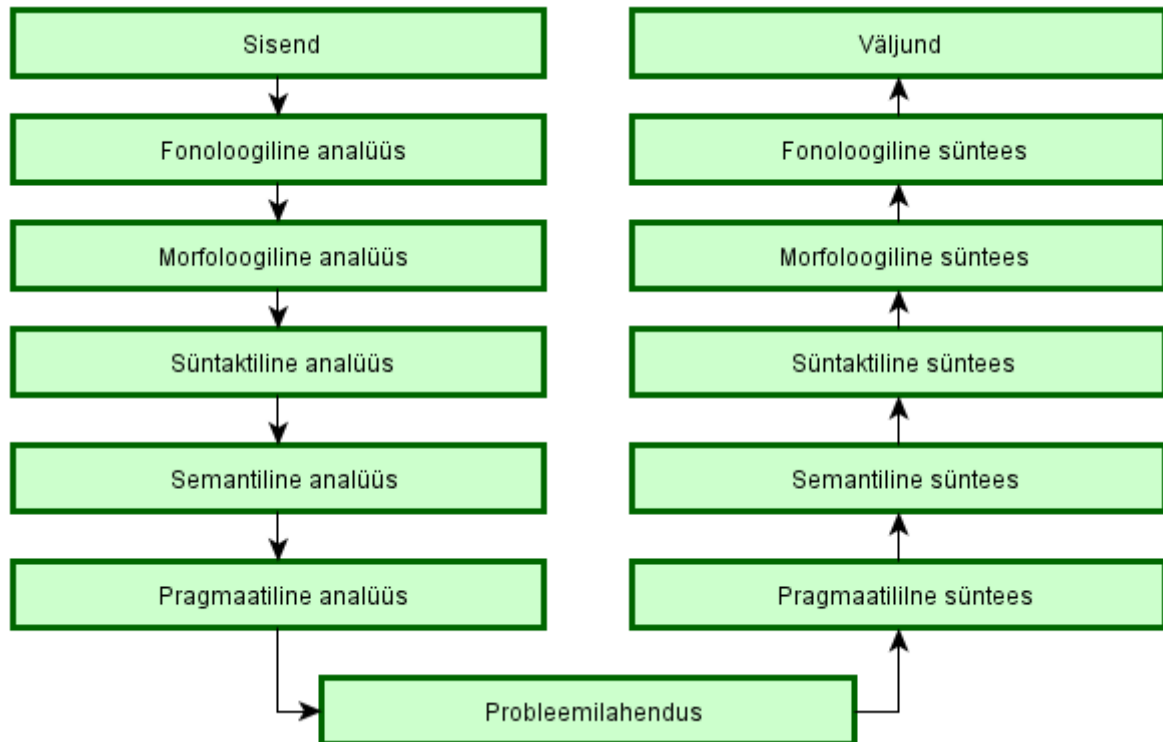 Sisend
Fonoloogiline analüüs
Morfoloogiline analüüs
Süntaktiline analüüs
Semantiline analüüs
Pragmaatiline analüüs
Probleemilahendus
Pragmaatililne süntees
Semantiline süntees
Süntaktiline süntees
Morfoloogiline süntees
Fonoloogiline süntees
Väljund